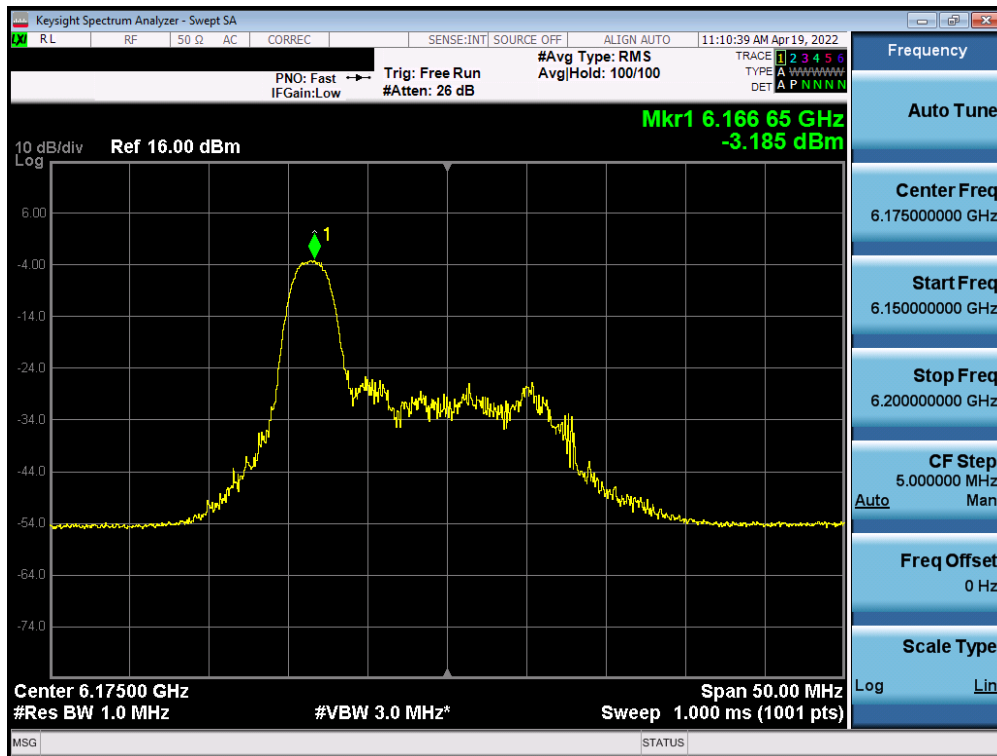 Keysight Spectrum Analyzer - Swept SA
LXI RL RF 50 Ω AC CORREC SENSE:INT SOURCE OFF ALIGN AUTO 11:10:39 AM Apr 19, 2022
PNO: Fast
IFGain:Low
Trig: Free Run
#Atten: 26 dB
#Avg Type: RMS
Avg|Hold: 100/100
TRACE 1 2 3 4 5 6
TYPE A WWWWW
DET A P N N N N
Mkr1 6.166 65 GHz
-3.185 dBm
10 dB/div Ref 16.00 dBm
Log
1
6.00
-4.00
-14.0
-24.0
-34.0
-44.0
-54.0
-64.0
-74.0
Center 6.17500 GHz Span 50.00 MHz
#Res BW 1.0 MHz #VBW 3.0 MHz* Sweep 1.000 ms (1001 pts)
MSG STATUS
Frequency
Auto Tune
Center Freq
6.175000000 GHz
Start Freq
6.150000000 GHz
Stop Freq
6.200000000 GHz
CF Step
5.000000 MHz
Auto Man
Freq Offset
0 Hz
Scale Type
Log Lin